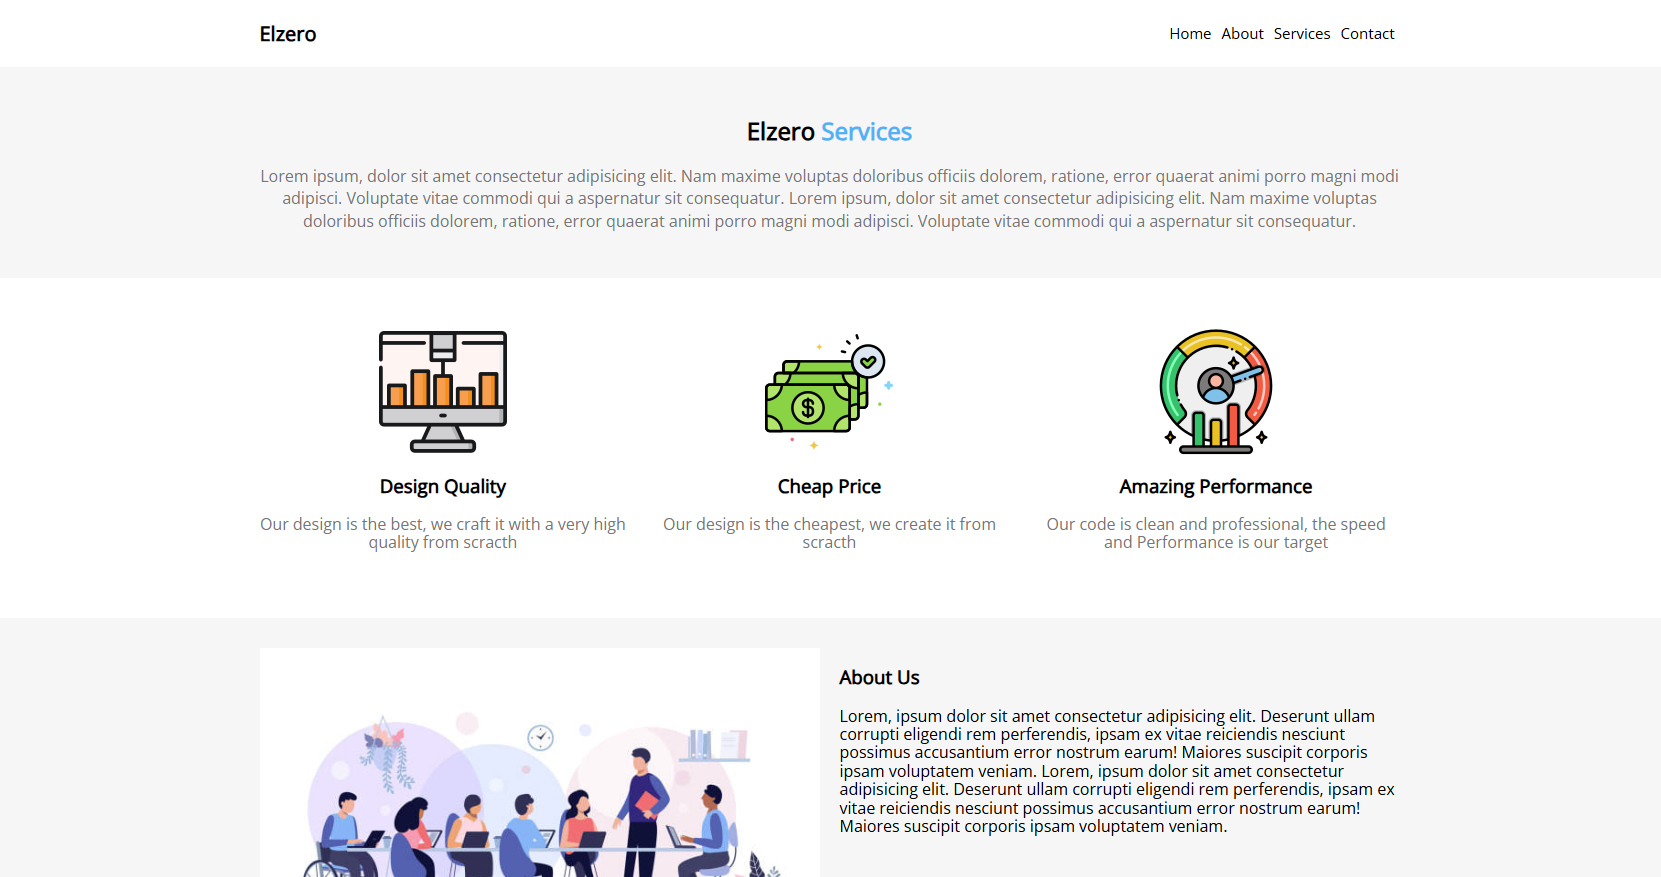 Elzero
Home About Services Contact
Elzero Services
Lorem ipsum, dolor sit amet consectetur adipisicing elit. Nam maxime voluptas doloribus officiis dolorem, ratione, error quaerat animi porro magni modi
adipisci. Voluptate vitae commodi qui a aspernatur sit consequatur. Lorem ipsum, dolor sit amet consectetur adipisicing elit. Nam maxime voluptas
doloribus officiis dolorem, ratione, error quaerat animi porro magni modi adipisci. Voluptate vitae commodi qui a aspernatur sit consequatur.
$
Design Quality
Our design is the best, we craft it with a very high
quality from scracth
Cheap Price
Our design is the cheapest, we create it from
scracth
Amazing Performance
Our code is clean and professional, the speed
and Performance is our target
About Us
Lorem, ipsum dolor sit amet consectetur adipisicing elit. Deserunt ullam
corrupti eligendi rem perferendis, ipsam ex vitae reiciendis nesciunt
possimus accusantium error nostrum earum! Maiores suscipit corporis
ipsam voluptatem veniam. Lorem, ipsum dolor sit amet consectetur
adipisicing elit. Deserunt ullam corrupti eligendi rem perferendis, ipsam ex
vitae reiciendis nesciunt possimus accusantium error nostrum earum!
Maiores suscipit corporis ipsam voluptatem veniam.